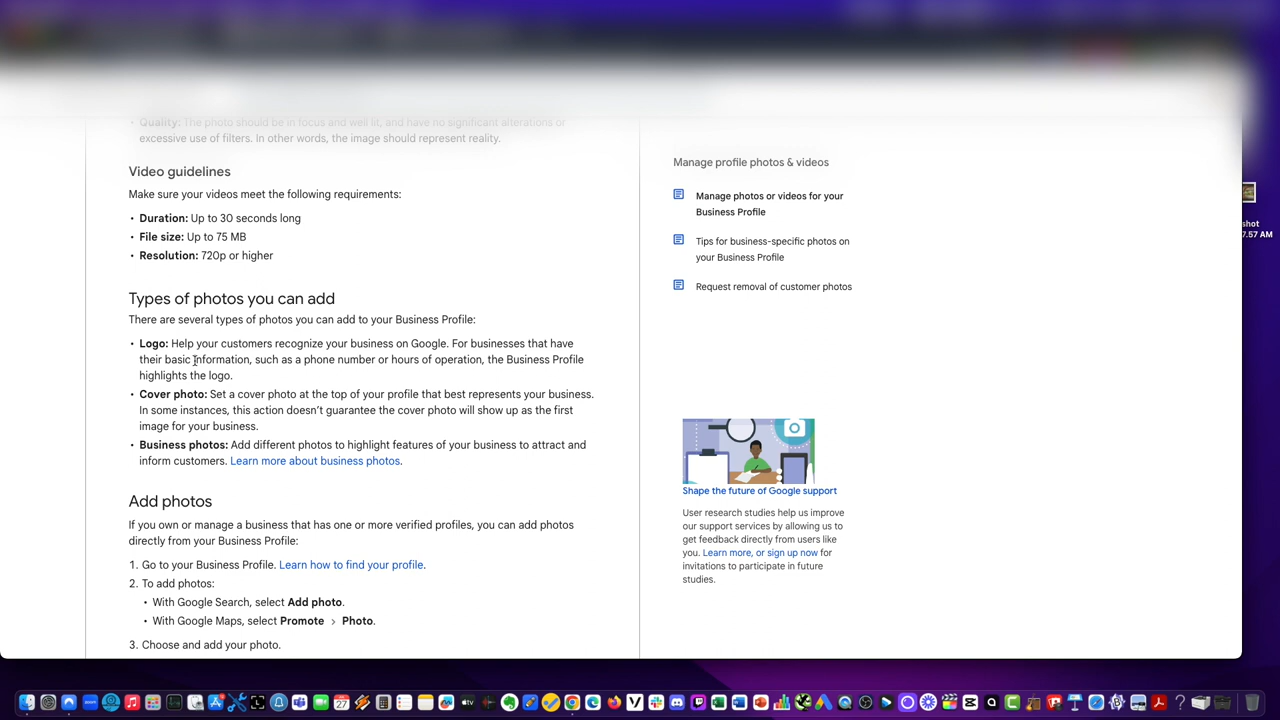 • Quality: The photo should be in focus and well lit, and have no significant alterations or
excessive use of filters. In other words, the image should represent reality.
Video guidelines
Make sure your videos meet the following requirements:
• Duration: Up to 30 seconds long
• File size: Up to 75 MB
• Resolution: 720p or higher
Types of photos you can add
There are several types of photos you can add to your Business Profile:
• Logo: Help your customers recognize your business on Google. For businesses that have
their basic information, such as a phone number or hours of operation, the Business Profile
highlights the logo.
• Cover photo: Set a cover photo at the top of your profile that best represents your business.
In some instances, this action doesn’t guarantee the cover photo will show up as the first
image for your business.
• Business photos: Add different photos to highlight features of your business to attract and
inform customers. Learn more about business photos.
Add photos
If you own or manage a business that has one or more verified profiles, you can add photos
directly from your Business Profile:
1. Go to your Business Profile. Learn how to find your profile.
2. To add photos:
• With Google Search, select Add photo.
• With Google Maps, select Promote > Photo.
3. Choose and add your photo.
Manage profile photos & videos
Manage photos or videos for your
Business Profile
Tips for business-specific photos on
your Business Profile
Request removal of customer photos
Shape the future of Google support
User research studies help us improve
our support services by allowing us to
get feedback directly from users like
you. Learn more, or sign up now for
invitations to participate in future
studies.
shot
7.57 AM
27